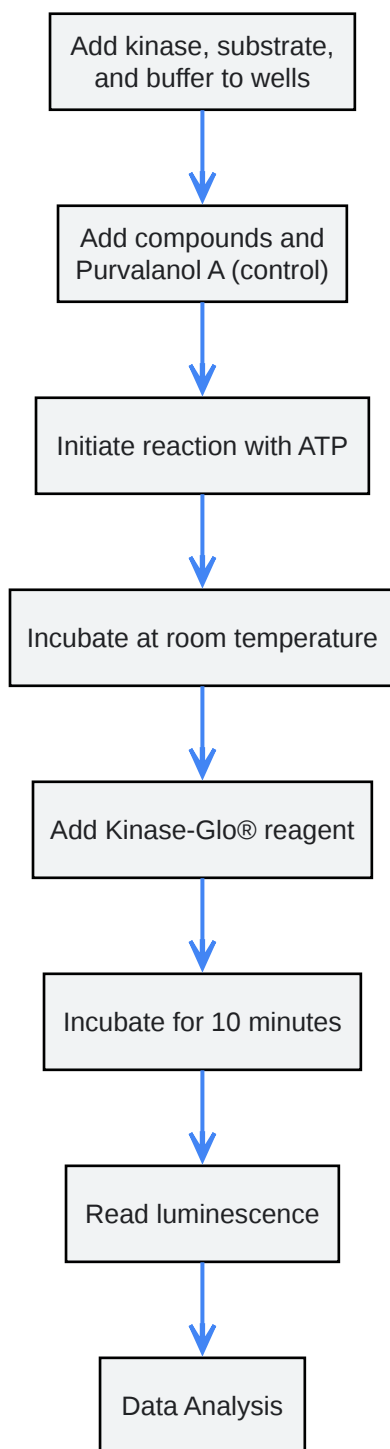 Add kinase, substrate,
and buffer to wells
Add compounds and
Purvalanol A (control)
Initiate reaction with ATP
Incubate at room temperature
Add Kinase-Glo® reagent
Incubate for 10 minutes
Read luminescence
Data Analysis